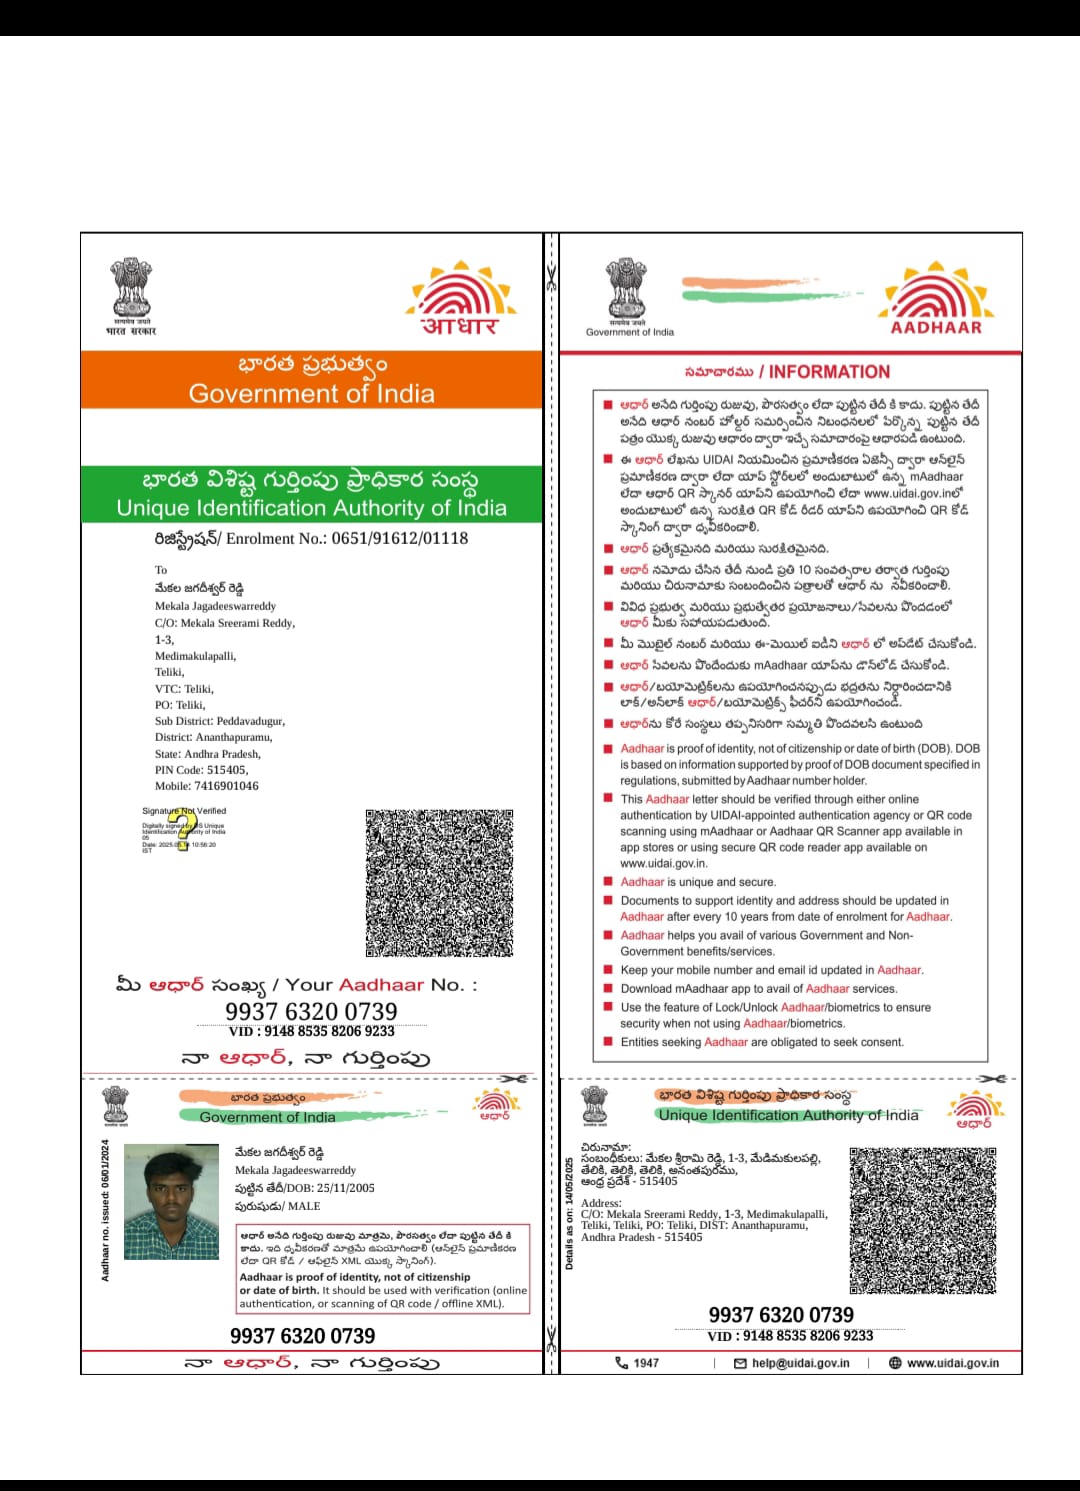 सत्यमेव जयते
भारत सरकार
आधार
భారత ప్రభుత్వం
Government of India
భారత విశిష్ట గుర్తింపు ప్రాధికార సంస్థ
Unique Identification Authority of India
రిజిస్ట్రేషన్/ Enrolment No.: 0651/91612/01118
To
మేకల జగదీశ్వర్ రెడ్డి
Mekala Jagadeeswarreddy
C/O: Mekala Sreerami Reddy,
1-3,
Medimakulapalli,
Teliki,
VTC: Teliki,
PO: Teliki,
Sub District: Peddavadugur,
District: Ananthapuramu,
State: Andhra Pradesh,
PIN Code: 515405,
Mobile: 7416901046
Signature Not Verified
Digitally signed by DS Unique
Identification Authority of India
05
Date: 2025.05. 10:56:20
IST
మీ ఆధార్ సంఖ్య / Your Aadhaar No. :
9937 6320 0739
VID : 9148 8535 8206 9233
నా ఆధార్, నా గుర్తింపు
భారత ప్రభుత్వం
Government of India
ఆధార్
Aadhaar no. issued: 06/01/2024
మేకల జగదీశ్వర్ రెడ్డి
Mekala Jagadeeswarreddy
పుట్టిన తేదీ/DOB: 25/11/2005
పురుషుడు/ MALE
ఆధార్ అనేది గుర్తింపు రుజువు మాత్రమే, పౌరసత్వం లేదా పుట్టిన తేదీ కి
కాదు. ఇది ధృవీకరణతో మాత్రమే ఉపయోగించాలి (ఆన్‌లైన్ ప్రమాణీకరణ
లేదా QR కోడ్ / ఆఫ్‌లైన్ XML యొక్క స్కానింగ్).
Aadhaar is proof of identity, not of citizenship
or date of birth. It should be used with verification (online
authentication, or scanning of QR code / offline XML).
9937 6320 0739
నా ఆధార్, నా గుర్తింపు
सत्यमेव जयते
Government of India
AADHAAR
సమాచారము / INFORMATION
ఆధార్ అనేది గుర్తింపు రుజువు, పౌరసత్వం లేదా పుట్టిన తేదీ కి కాదు. పుట్టిన తేదీ
అనేది ఆధార్ నంబర్ హోల్డర్ సమర్పించిన నిబంధనలలో పేర్కొన్న పుట్టిన తేదీ
పత్రం యొక్క రుజువు ఆధారం ద్వారా ఇచ్చే సమాచారంపై ఆధారపడి ఉంటుంది.
ఈ ఆధార్ లేఖను UIDAI నియమించిన ప్రమాణీకరణ ఏజెన్సీ ద్వారా ఆన్‌లైన్
ప్రమాణీకరణ ద్వారా లేదా యాప్ స్టోర్‌లలో అందుబాటులో ఉన్న mAadhaar
లేదా ఆధార్ QR స్కానర్ యాప్‌ని ఉపయోగించి లేదా www.uidai.gov.inలో
అందుబాటులో ఉన్న సురక్షిత QR కోడ్ రీడర్ యాప్‌ని ఉపయోగించి QR కోడ్
స్కానింగ్ ద్వారా ధృవీకరించాలి.
ఆధార్ ప్రత్యేకమైనది మరియు సురక్షితమైనది.
ఆధార్ నమోదు చేసిన తేదీ నుండి ప్రతి 10 సంవత్సరాల తర్వాత గుర్తింపు
మరియు చిరునామాకు సంబందించిన పత్రాలతో ఆధార్ ను నవీకరించాలి.
వివిధ ప్రభుత్వ మరియు ప్రభుత్వేతర ప్రయోజనాలు/సేవలను పొందడంలో
ఆధార్ మీకు సహాయపడుతుంది.
మీ మొబైల్ నంబర్ మరియు ఈ-మెయిల్ ఐడీని ఆధార్ లో అప్‌డేట్ చేసుకోండి.
ఆధార్ సేవలను పొందేందుకు mAadhaar యాప్‌ను డౌన్‌లోడ్ చేసుకోండి.
ఆధార్/బయోమెట్రిక్‌లను ఉపయోగించనప్పుడు భద్రతను నిర్ధారించడానికి
లాక్/అన్‌లాక్ ఆధార్/బయోమెట్రిక్స్ ఫీచర్‌ని ఉపయోగించండి.
ఆధార్‌ను కోరే సంస్థలు తప్పనిసరిగా సమ్మతి పొందవలసి ఉంటుంది
Aadhaar is proof of identity, not of citizenship or date of birth (DOB). DOB
is based on information supported by proof of DOB document specified in
regulations, submitted by Aadhaar number holder.
This Aadhaar letter should be verified through either online
authentication by UIDAI-appointed authentication agency or QR code
scanning using mAadhaar or Aadhaar QR Scanner app available in
app stores or using secure QR code reader app available on
www.uidai.gov.in.
Aadhaar is unique and secure.
Documents to support identity and address should be updated in
Aadhaar after every 10 years from date of enrolment for Aadhaar.
Aadhaar helps you avail of various Government and Non-
Government benefits/services.
Keep your mobile number and email id updated in Aadhaar.
Download mAadhaar app to avail of Aadhaar services.
Use the feature of Lock/Unlock Aadhaar/biometrics to ensure
security when not using Aadhaar/biometrics.
Entities seeking Aadhaar are obligated to seek consent.
భారత విశిష్ట గుర్తింపు ప్రాధికార సంస్థ
Unique Identification Authority of India
ఆధార్
Details as on: 14/05/2025
చిరునామా:
సంబంధీకులు: మేకల శ్రీరామి రెడ్డి, 1-3, మేడిమకులపల్లి,
తేలికి, తెలికి, తెలికి, అనంతపురము,
ఆంధ్ర ప్రదేశ్ - 515405
Address:
C/O: Mekala Sreerami Reddy, 1-3, Medimakulapalli,
Teliki, Teliki, PO: Teliki, DIST: Ananthapuramu,
Andhra Pradesh - 515405
9937 6320 0739
VID : 9148 8535 8206 9233
1947 | help@uidai.gov.in | www.uidai.gov.in